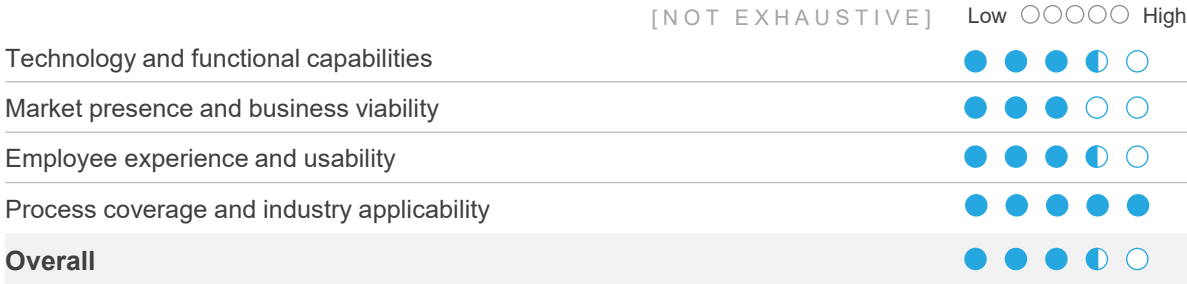 [NOT EXHAUSTIVE] Low High
Technology and functional capabilities
Market presence and business viability
Employee experience and usability
Process coverage and industry applicability
Overall